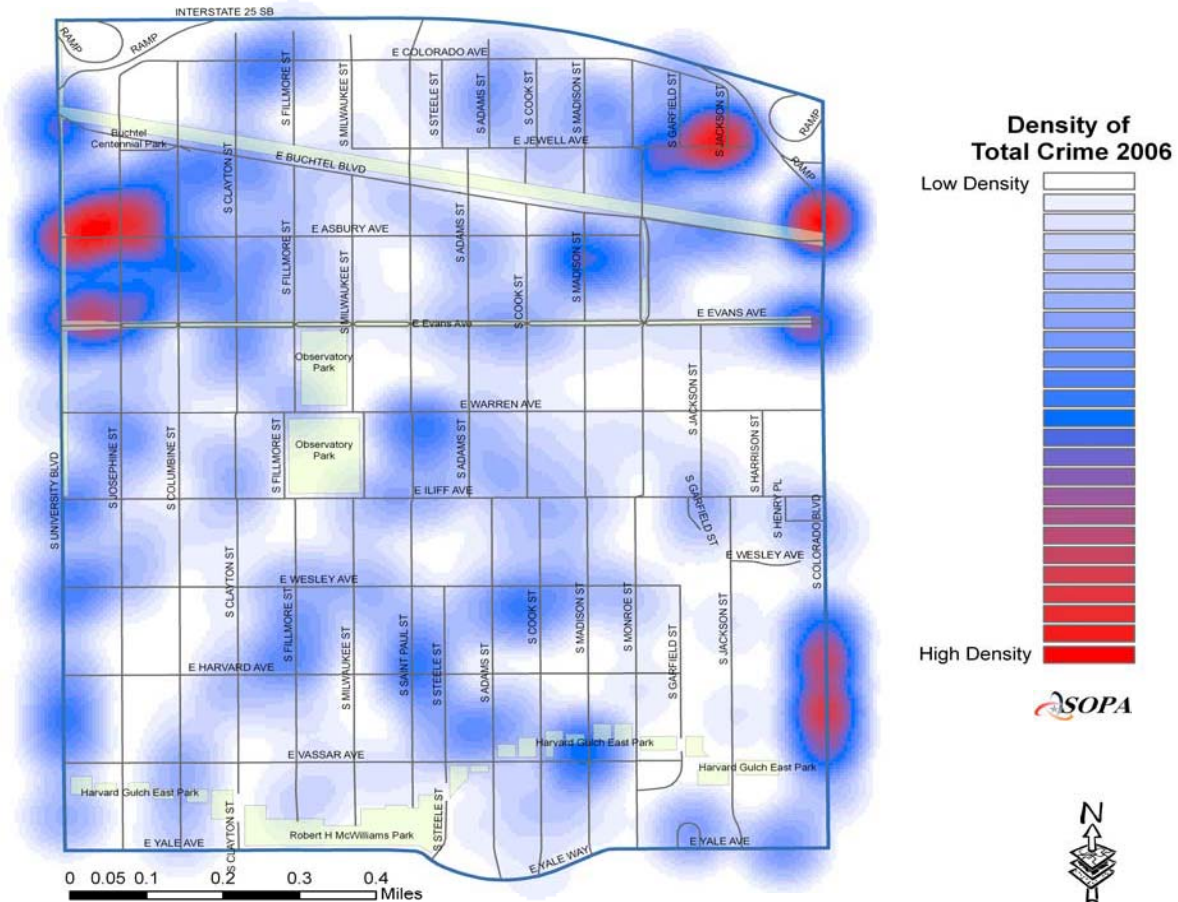 INTERSTATE 25 SB
RAMP
RAMP
E COLORADO AVE
S FILLMORE ST
S MILWAUKEE ST
S STEELE ST
S ADAMS ST
S COOK ST
S MADISON ST
S GARFIELD ST
S JACKSON ST
RAMP
RAMP
Buchtel
Centennial Park
E BUCHTEL BLVD
E JEWELL AVE
S CLAYTON ST
E ASBURY AVE
S FILLMORE ST
S MILWAUKEE ST
S ADAMS ST
S COOK ST
S MADISON ST
E Evans Ave
E EVANS AVE
Observatory
Park
E WARREN AVE
S JACKSON ST
Observatory
Park
S UNIVERSITY BLVD
S JOSEPHINE ST
S COLUMBINE ST
S FILLMORE ST
S ADAMS ST
S HARRISON ST
E ILIFF AVE
S GARFIELD ST
S HENRY PL
S COLORADO BLVD
E WESLEY AVE
E WESLEY AVE
S CLAYTON ST
S FILLMORE ST
S MILWAUKEE ST
S SAINT PAUL ST
S STEELE ST
S ADAMS ST
S COOK ST
S MADISON ST
S MONROE ST
S GARFIELD ST
S JACKSON ST
E HARVARD AVE
E VASSAR AVE
Harvard Gulch East Park
Harvard Gulch East Park
Harvard Gulch East Park
S CLAYTON ST
Robert H McWilliams Park
S STEELE ST
E YALE AVE
E YALE WAY
E YALE AVE
0 0.05 0.1 0.2 0.3 0.4
Miles
Density of
Total Crime 2006
Low Density
High Density
SOPA
N